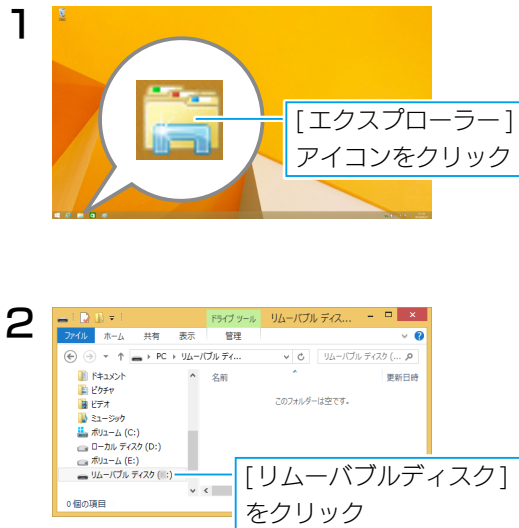 1
[エクスプローラー]
アイコンをクリック
2
ドライブ ツール リムーバブル ディス...
ファイル ホーム 共有 表示 管理
PC リムーバブル ディ... リムーバブル ディスク (...
名前 更新日時
このフォルダーは空です。
ドキュメント
ピクチャ
ビデオ
ミュージック
ボリューム (C:)
ローカル ディスク (D:)
ボリューム (E:)
リムーバブル ディスク ( :)
0 個の項目
[リムーバブルディスク]
をクリック